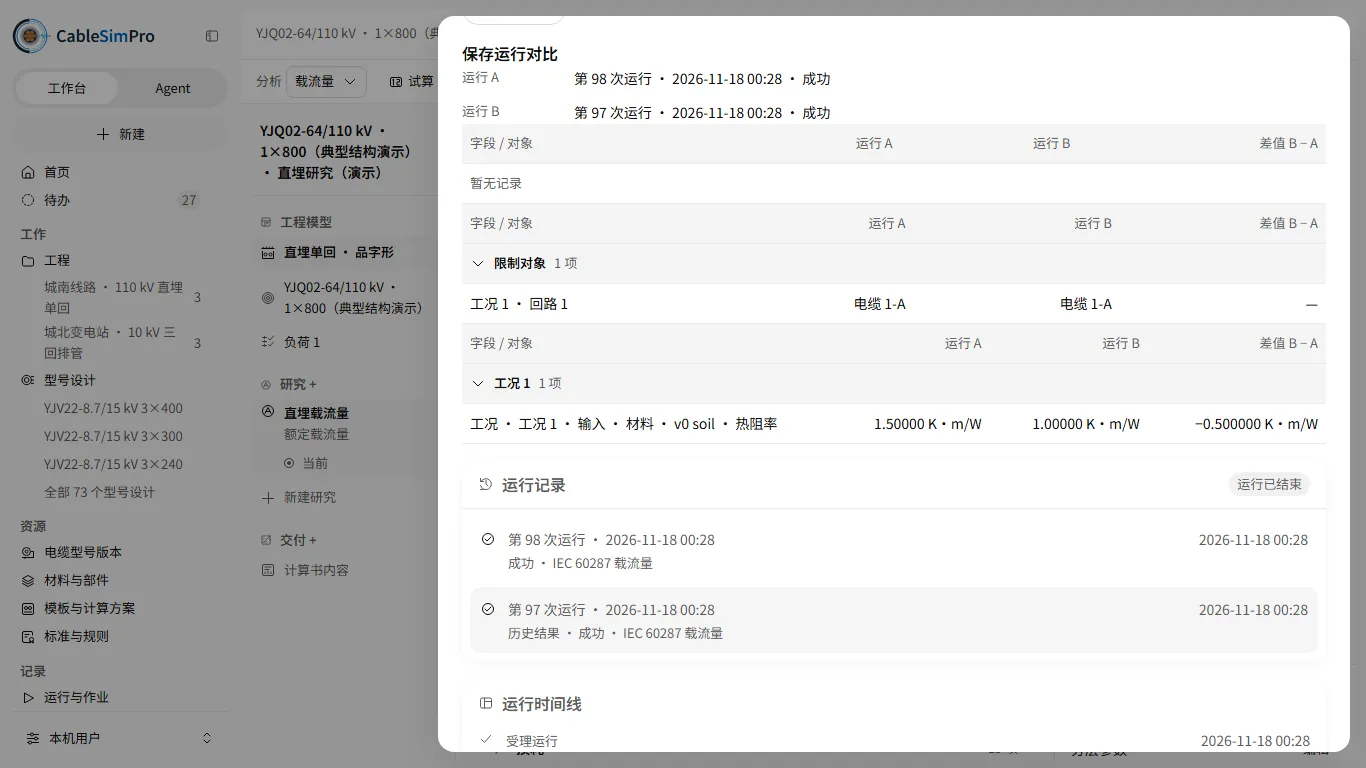 CableSimPro
工作台
Agent
新建
首页
待办
27
工作
工程
城南线路 · 110 kV 直埋
单回
3
城北变电站 · 10 kV 三
回排管
3
型号设计
YJV22-8.7/15 kV 3×400
YJV22-8.7/15 kV 3×300
YJV22-8.7/15 kV 3×240
全部 73 个型号设计
资源
电缆型号版本
材料与部件
模板与计算方案
标准与规则
记录
运行与作业
本机用户
YJQ02-64/110 kV · 1×800（典
分析
载流量
试算
YJQ02-64/110 kV ·
1×800（典型结构演示）
· 直埋研究（演示）
工程模型
直埋单回 · 品字形
YJQ02-64/110 kV ·
1×800（典型结构演示）
负荷 1
研究 +
直埋载流量
额定载流量
当前
新建研究
交付 +
计算书内容
保存运行对比
运行 A
第 98 次运行 · 2026-11-18 00:28 · 成功
运行 B
第 97 次运行 · 2026-11-18 00:28 · 成功
字段 / 对象 运行 A 运行 B 差值 B − A
暂无记录
字段 / 对象 运行 A 运行 B 差值 B − A
限制对象 1 项
工况 1 · 回路 1 电缆 1-A 电缆 1-A —
字段 / 对象 运行 A 运行 B 差值 B − A
工况 1 1 项
工况 · 工况 1 · 输入 · 材料 · v0 soil · 热阻率 1.50000 K·m/W 1.00000 K·m/W −0.500000 K·m/W
运行记录
运行已结束
第 98 次运行 · 2026-11-18 00:28
2026-11-18 00:28
成功 · IEC 60287 载流量
第 97 次运行 · 2026-11-18 00:28
2026-11-18 00:28
历史结果 · 成功 · IEC 60287 载流量
运行时间线
受理运行
2026-11-18 00:28